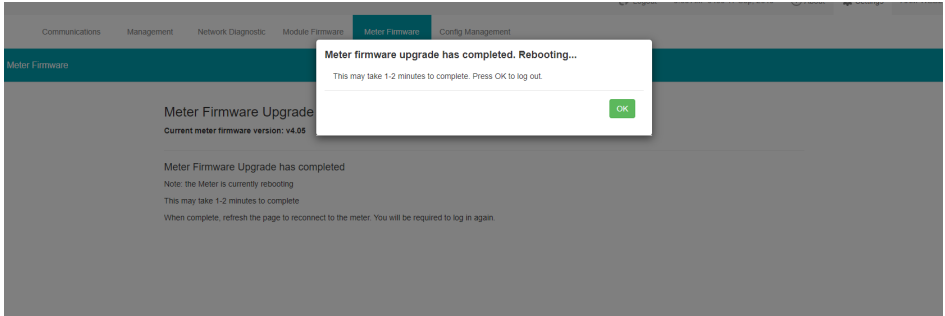 Logout
Settings
Communications
Management
Network Diagnostic
Module Firmware
Meter Firmware
Config Management
Meter Firmware
Meter firmware upgrade has completed. Rebooting...
This may take 1-2 minutes to complete. Press OK to log out.
OK
Meter Firmware Upgrade
Current meter firmware version: v4.05
Meter Firmware Upgrade has completed
Note: the Meter is currently rebooting
This may take 1-2 minutes to complete
When complete, refresh the page to reconnect to the meter. You will be required to log in again.